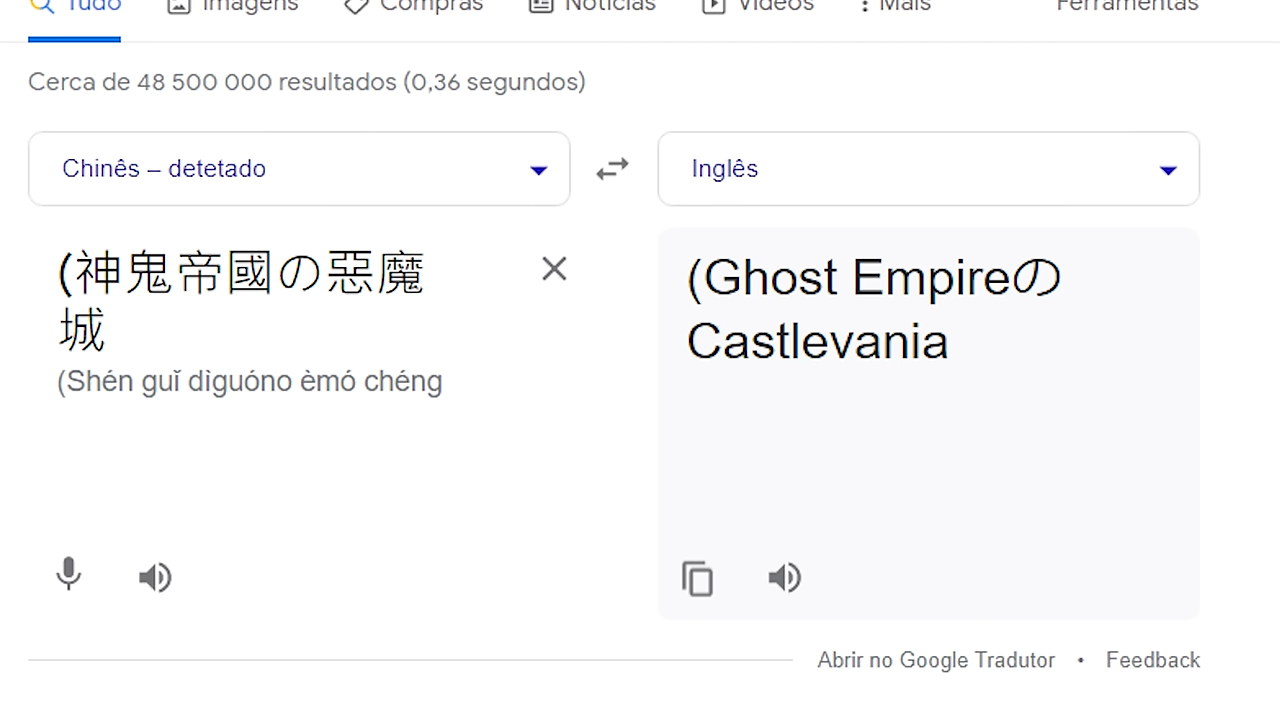 Tudo Imagens Compras Notícias Vídeos Mais Ferramentas
Cerca de 48 500 000 resultados (0,36 segundos)
Chinês – detetado Inglês
(神鬼帝國の惡魔
城
(Shén guǐ dìguóno èmó chéng
(Ghost Empireの
Castlevania
Abrir no Google Tradutor • Feedback